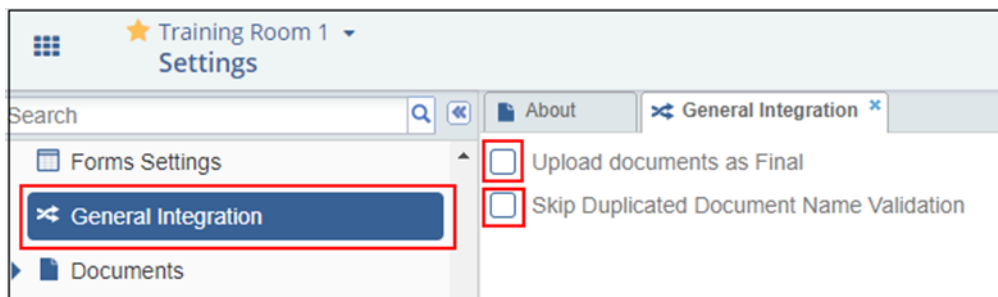 Training Room 1
Settings
Search
About
General Integration
Forms Settings
Upload documents as Final
General Integration
Skip Duplicated Document Name Validation
Documents